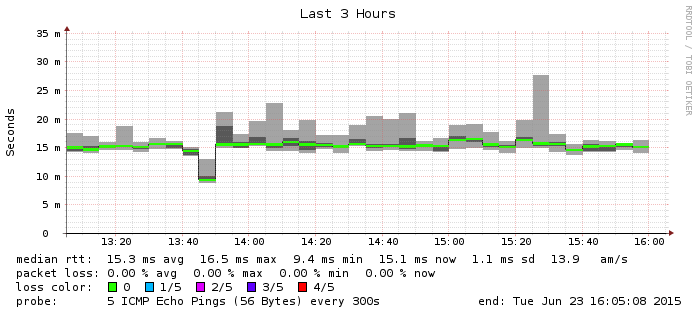 Last 3 Hours
RRDTOOL / TOBI OETIKER
Seconds
35 m
30 m
25 m
20 m
15 m
10 m
5 m
0
13:20 13:40 14:00 14:20 14:40 15:00 15:20 15:40 16:00
median rtt: 15.3 ms avg 16.5 ms max 9.4 ms min 15.1 ms now 1.1 ms sd 13.9 am/s
packet loss: 0.00 % avg 0.00 % max 0.00 % min 0.00 % now
loss color: 0 1/5 2/5 3/5 4/5
probe: 5 ICMP Echo Pings (56 Bytes) every 300s end: Tue Jun 23 16:05:08 2015